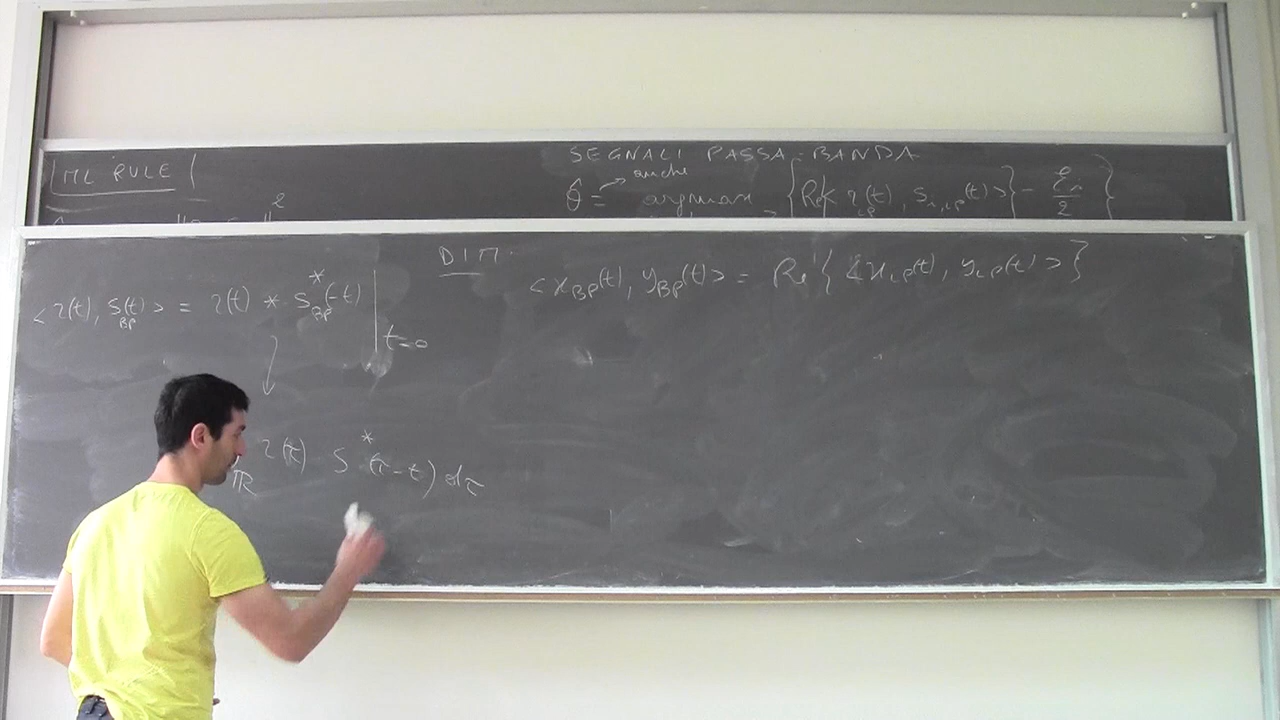 ML RULE
SEGNALI PASSA-BANDA
anche
θ̂ = argmax { Re{< r_LP(t), s_i,LP(t) >} - ℰ_i/2 }
DIM.
< x_BP(t), y_BP(t) > = Re{ < x_LP(t), y_LP(t) > }
< r(t), s_BP(t) > = r(t) * s*_BP(-t) | t=0
ℝ r(τ) s*(τ-t) dτ